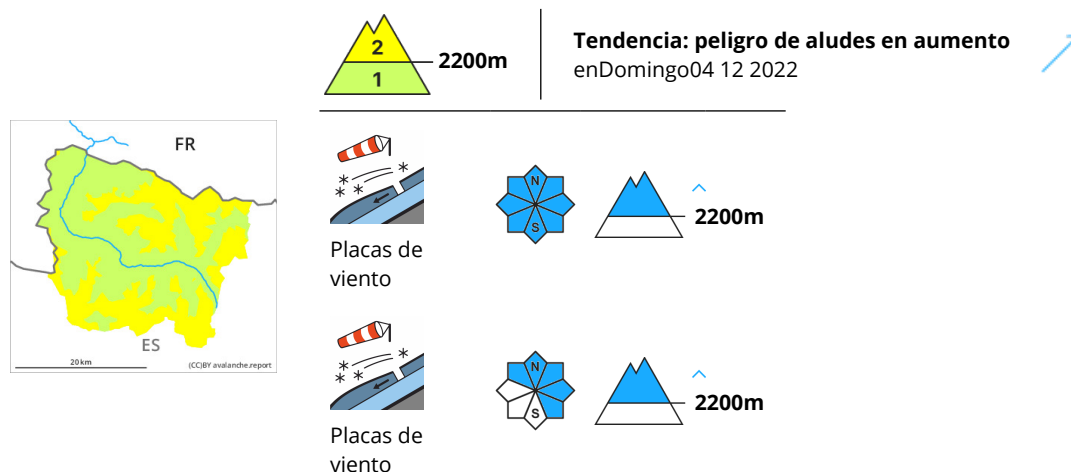 2
1
2200m
Tendencia: peligro de aludes en aumento
enDomingo04 12 2022
FR
ES
20 km
(CC)BY avalanche.report
N
S
2200m
Placas de
viento
N
S
2200m
Placas de
viento